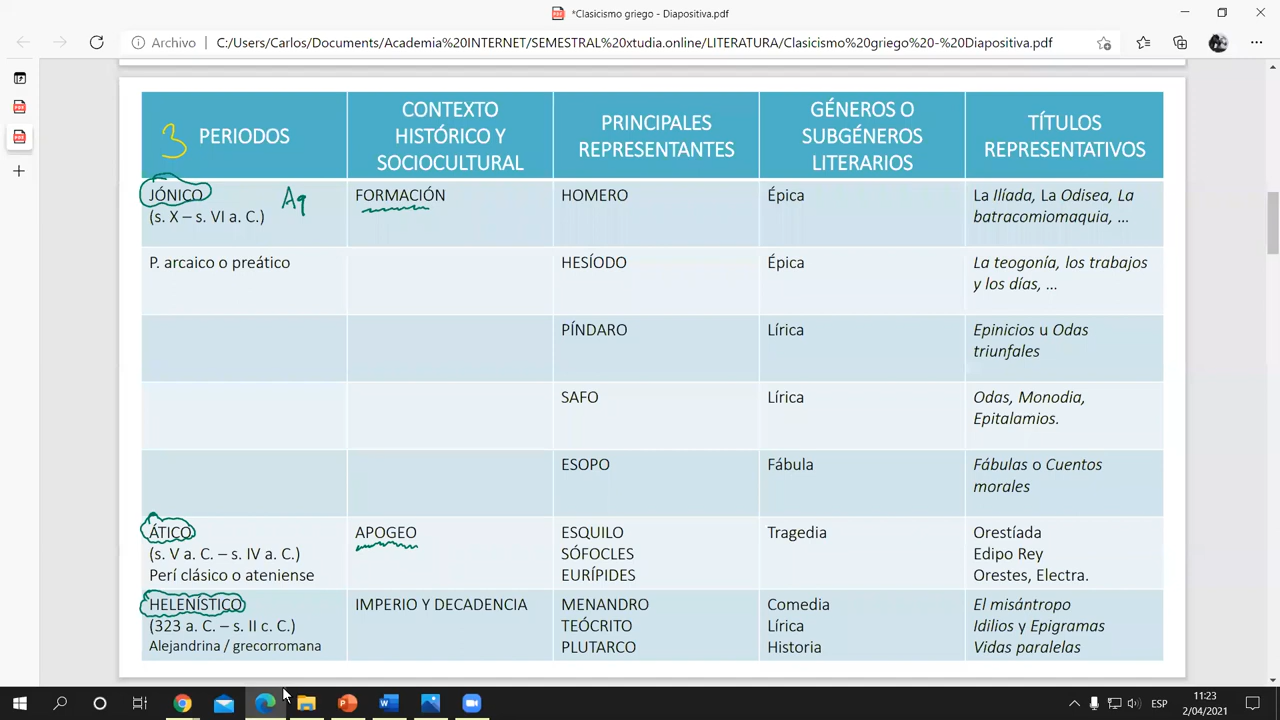 *Clasicismo griego - Diapositiva.pdf
Archivo
C:/Users/Carlos/Documents/Academia%20INTERNET/SEMESTRAL%20xtudia.online/LITERATURA/Clasicismo%20griego%20-%20Diapositiva.pdf
3 PERIODOS
CONTEXTO
HISTÓRICO Y
SOCIOCULTURAL
PRINCIPALES
REPRESENTANTES
GÉNEROS O
SUBGÉNEROS
LITERARIOS
TÍTULOS
REPRESENTATIVOS
JÓNICO
(s. X – s. VI a. C.)
FORMACIÓN
HOMERO
Épica
La Ilíada, La Odisea, La
batracomiomaquia, ...
P. arcaico o preático
HESÍODO
Épica
La teogonía, los trabajos
y los días, ...
PÍNDARO
Lírica
Epinicios u Odas
triunfales
SAFO
Lírica
Odas, Monodia,
Epitalamios.
ESOPO
Fábula
Fábulas o Cuentos
morales
ÁTICO
(s. V a. C. – s. IV a. C.)
Perí clásico o ateniense
APOGEO
ESQUILO
SÓFOCLES
EURÍPIDES
Tragedia
Orestíada
Edipo Rey
Orestes, Electra.
HELENÍSTICO
(323 a. C. – s. II c. C.)
Alejandrina / grecorromana
IMPERIO Y DECADENCIA
MENANDRO
TEÓCRITO
PLUTARCO
Comedia
Lírica
Historia
El misántropo
Idilios y Epigramas
Vidas paralelas
ESP
11:23
2/04/2021